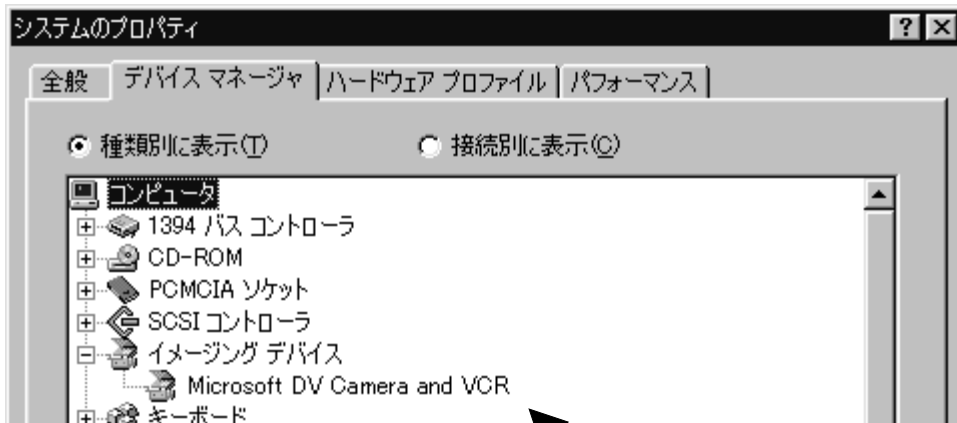 システムのプロパティ
全般 デバイス マネージャ ハードウェア プロファイル パフォーマンス
種類別に表示(T) 接続別に表示(C)
コンピュータ
1394 バス コントローラ
CD-ROM
PCMCIA ソケット
SCSI コントローラ
イメージング デバイス
Microsoft DV Camera and VCR
キーボード